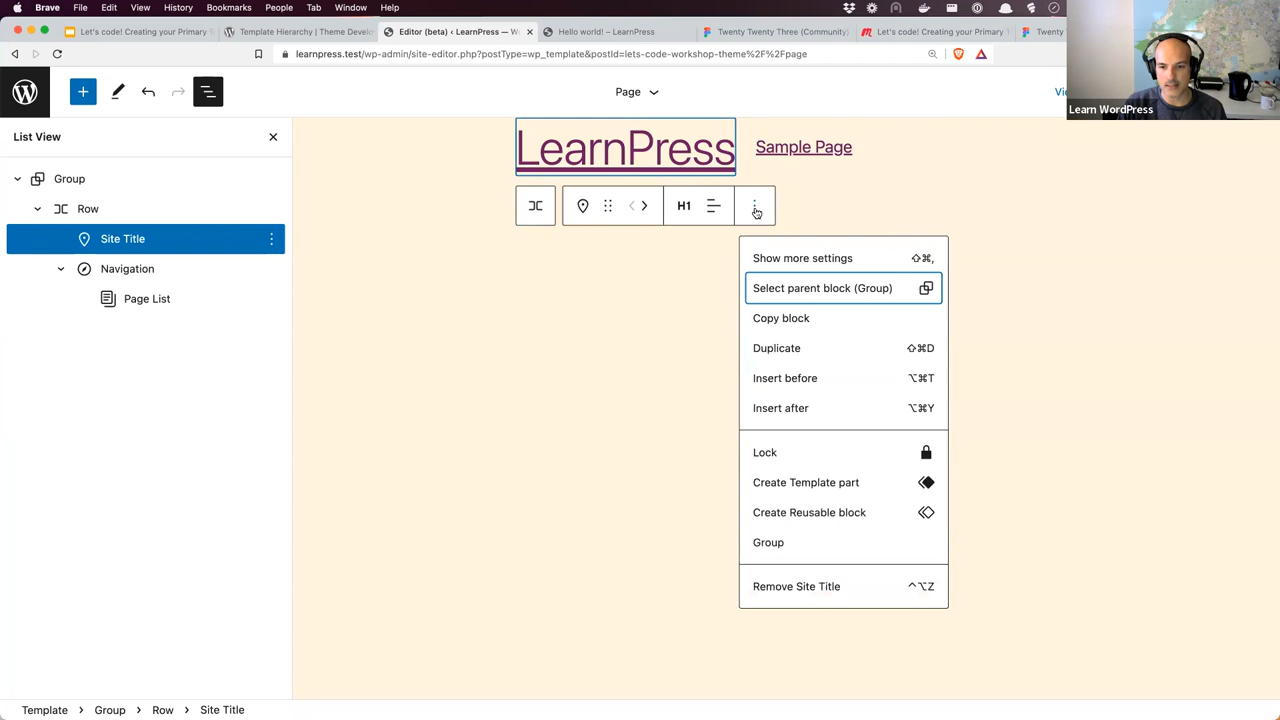 Brave File Edit View History Bookmarks People Tab Window Help
Let's code! Creating your Primary
Template Hierarchy | Theme Devel
Editor (beta) ‹ LearnPress — W
Hello world! – LearnPress
Twenty Twenty Three (Community)
Let's code! Creating your Primary
Twenty
learnpress.test/wp-admin/site-editor.php?postType=wp_template&postId=lets-code-workshop-theme%2F%2Fpage
Learn WordPress
Page
List View
Group
Row
Site Title
Navigation
Page List
LearnPress
Sample Page
H1
Show more settings ⇧⌘,
Select parent block (Group)
Copy block
Duplicate ⇧⌘D
Insert before ⌥⌘T
Insert after ⌥⌘Y
Lock
Create Template part
Create Reusable block
Group
Remove Site Title ^⌥Z
Template > Group > Row > Site Title